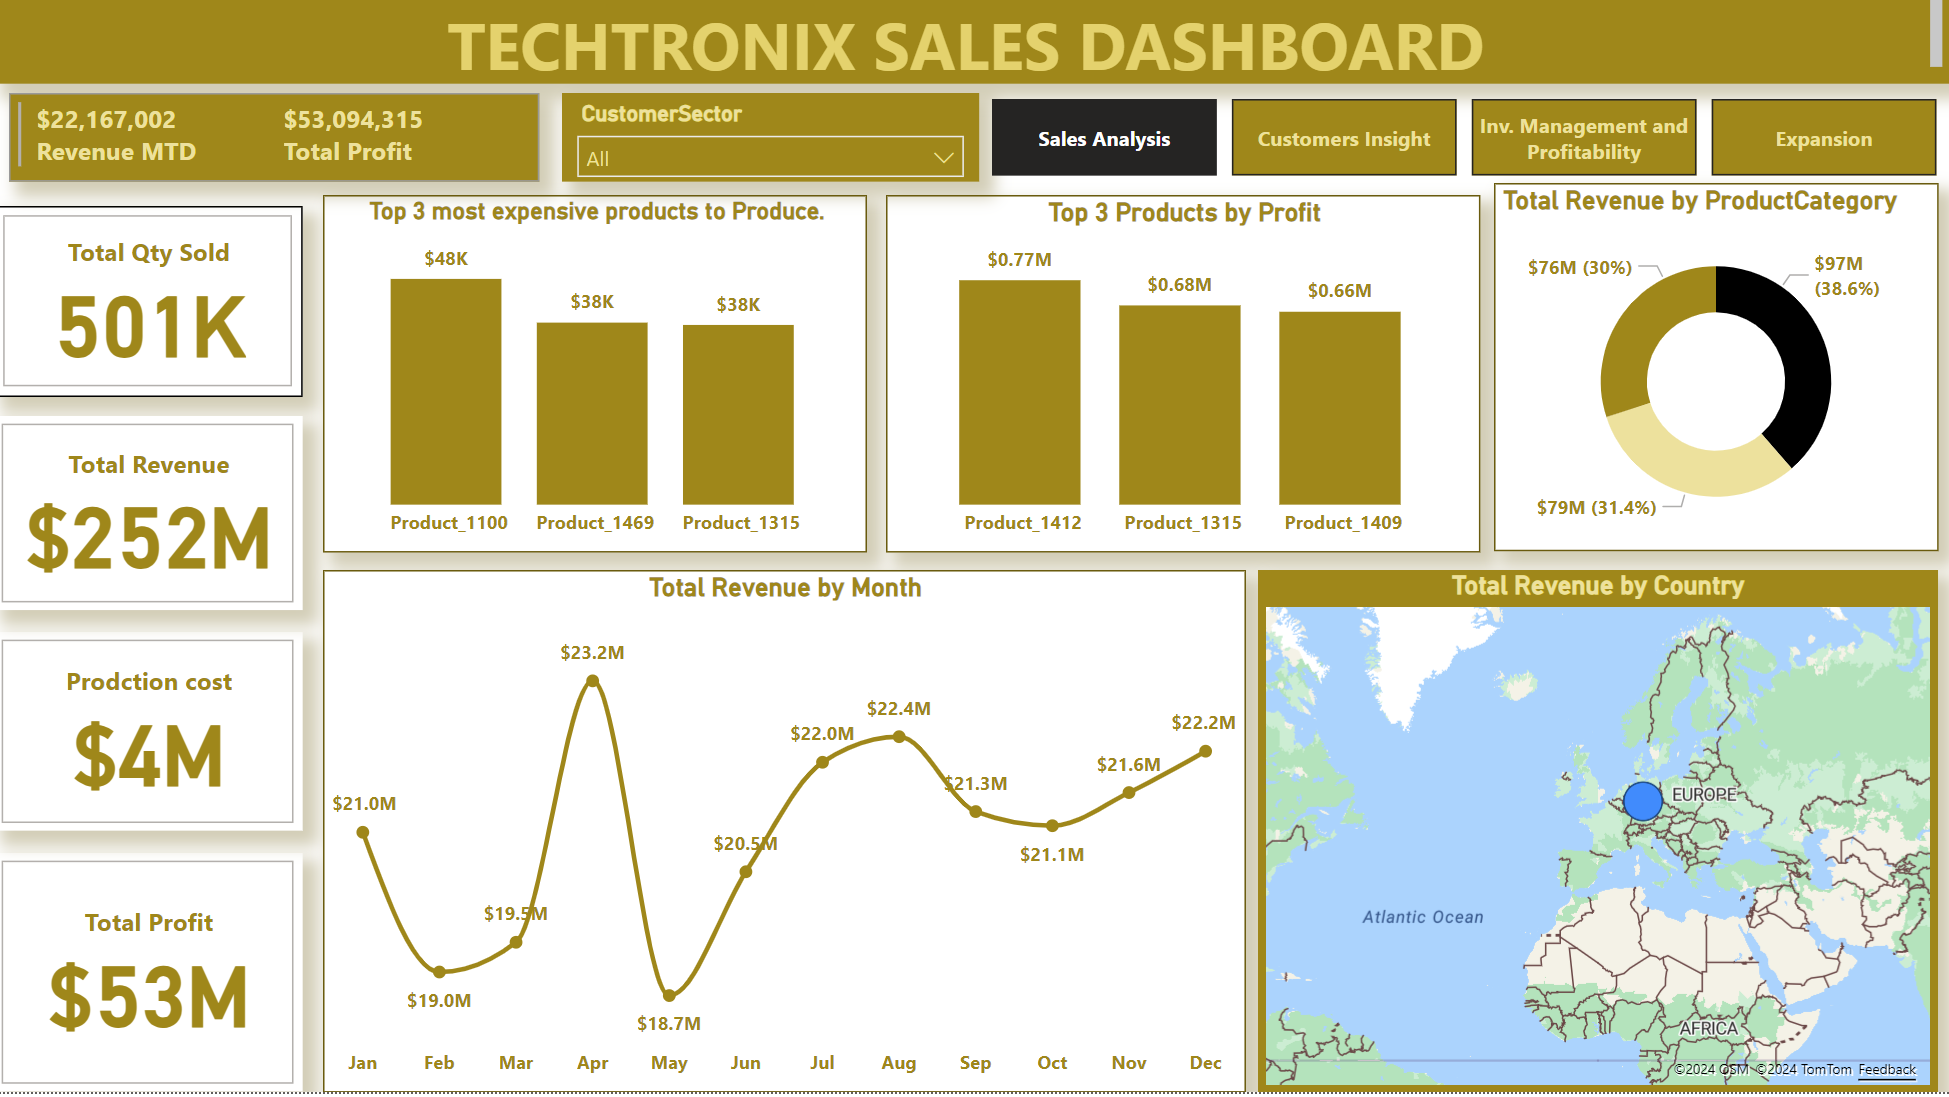 TECHTRONIX SALES DASHBOARD
$22,167,002
Revenue MTD
$53,094,315
Total Profit
CustomerSector
All
Sales Analysis
Customers Insight
Inv. Management and
Profitability
Expansion
Total Qty Sold
501K
Total Revenue
$252M
Prodction cost
$4M
Total Profit
$53M
Top 3 most expensive products to Produce.
$48K
$38K
$38K
Product_1100
Product_1469
Product_1315
Top 3 Products by Profit
$0.77M
$0.68M
$0.66M
Product_1412
Product_1315
Product_1409
Total Revenue by ProductCategory
$76M (30%)
$97M
(38.6%)
$79M (31.4%)
Total Revenue by Month
$21.0M
$19.0M
$19.5M
$23.2M
$18.7M
$20.5M
$22.0M
$22.4M
$21.3M
$21.1M
$21.6M
$22.2M
Jan
Feb
Mar
Apr
May
Jun
Jul
Aug
Sep
Oct
Nov
Dec
Total Revenue by Country
EUROPE
Atlantic Ocean
AFRICA
©2024 OSM ©2024 TomTom Feedback